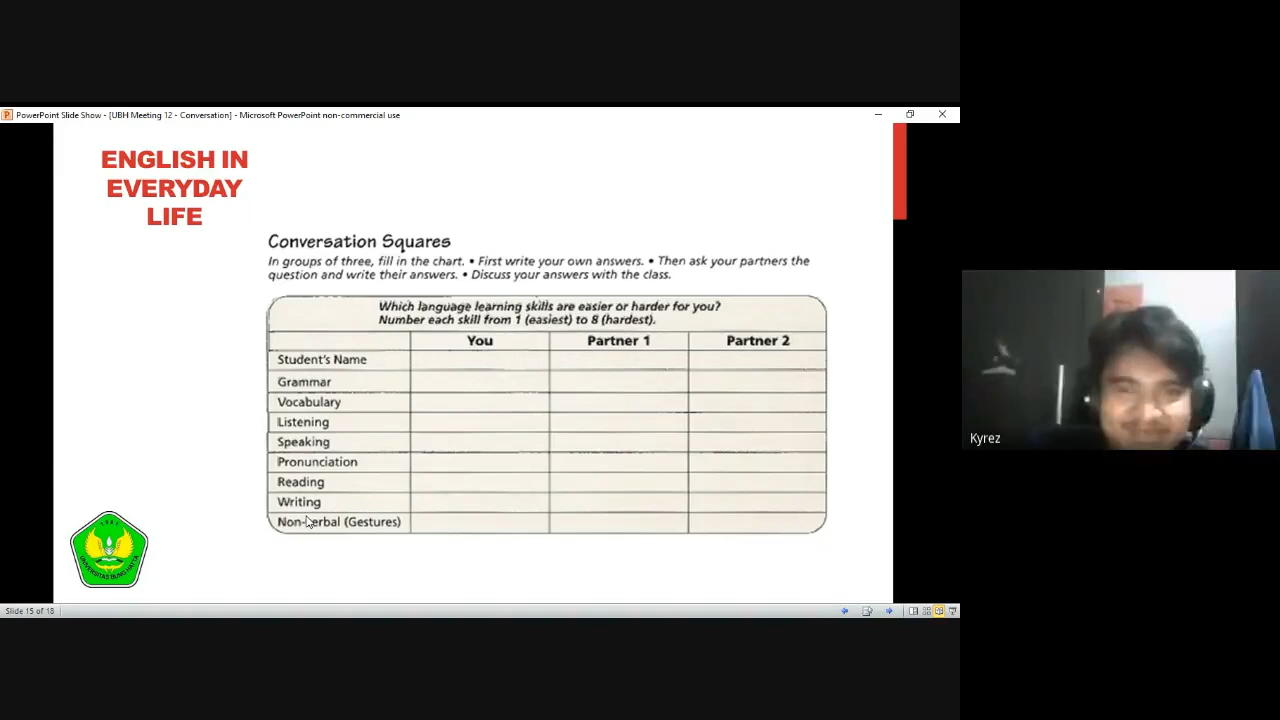 PowerPoint Slide Show - [UBH Meeting 12 - Conversation] - Microsoft PowerPoint non-commercial use
ENGLISH IN
EVERYDAY
LIFE
Conversation Squares
In groups of three, fill in the chart. • First write your own answers. • Then ask your partners the
question and write their answers. • Discuss your answers with the class.
Which language learning skills are easier or harder for you?
Number each skill from 1 (easiest) to 8 (hardest).
You Partner 1 Partner 2
Student's Name
Grammar
Vocabulary
Listening
Speaking
Pronunciation
Reading
Writing
Non-verbal (Gestures)
1981
UNIVERSITAS BUNG HATTA
Slide 15 of 18
Kyrez